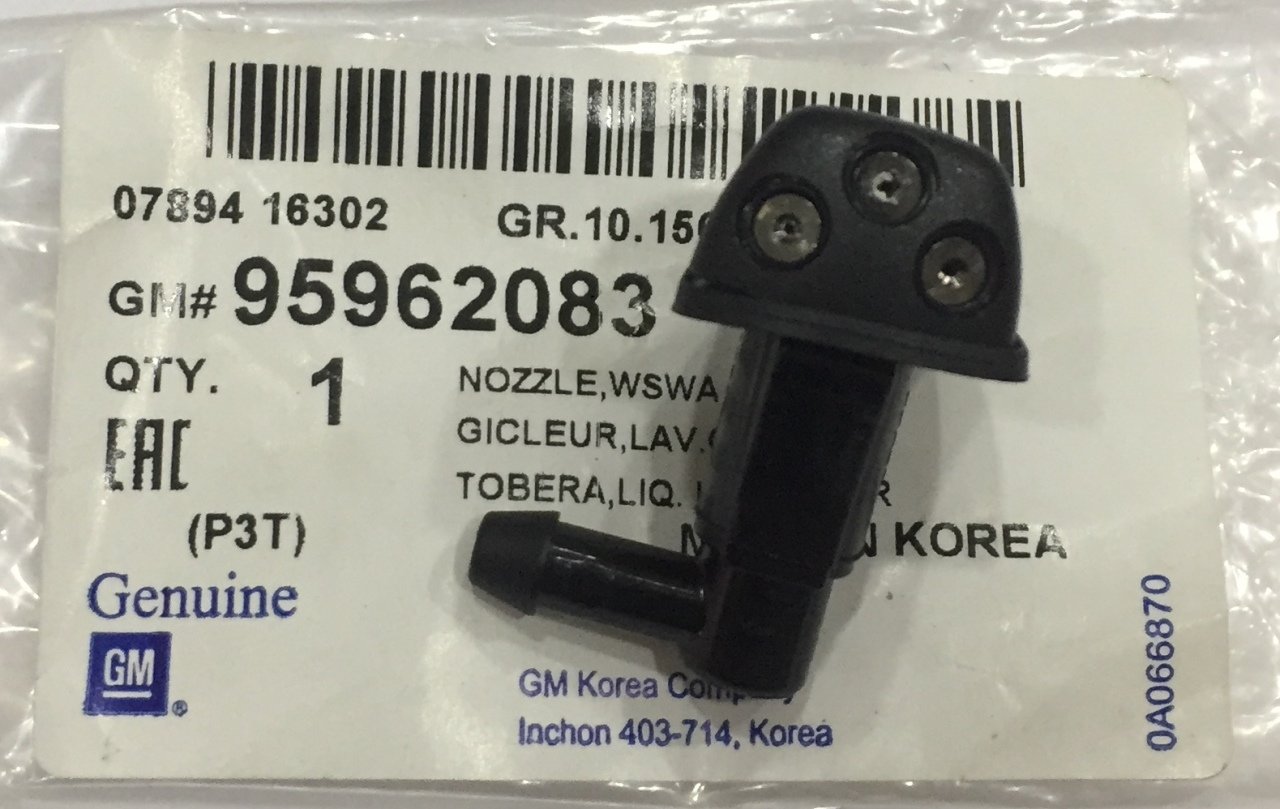 07894 16302 GR.10.15
GM# 95962083
QTY. 1
NOZZLE,WSWA
GICLEUR,LAV.
TOBERA,LIQ.
EAC
KOREA
(P3T)
Genuine
GM
®
GM Korea Company
Inchon 403-714, Korea
0A066870